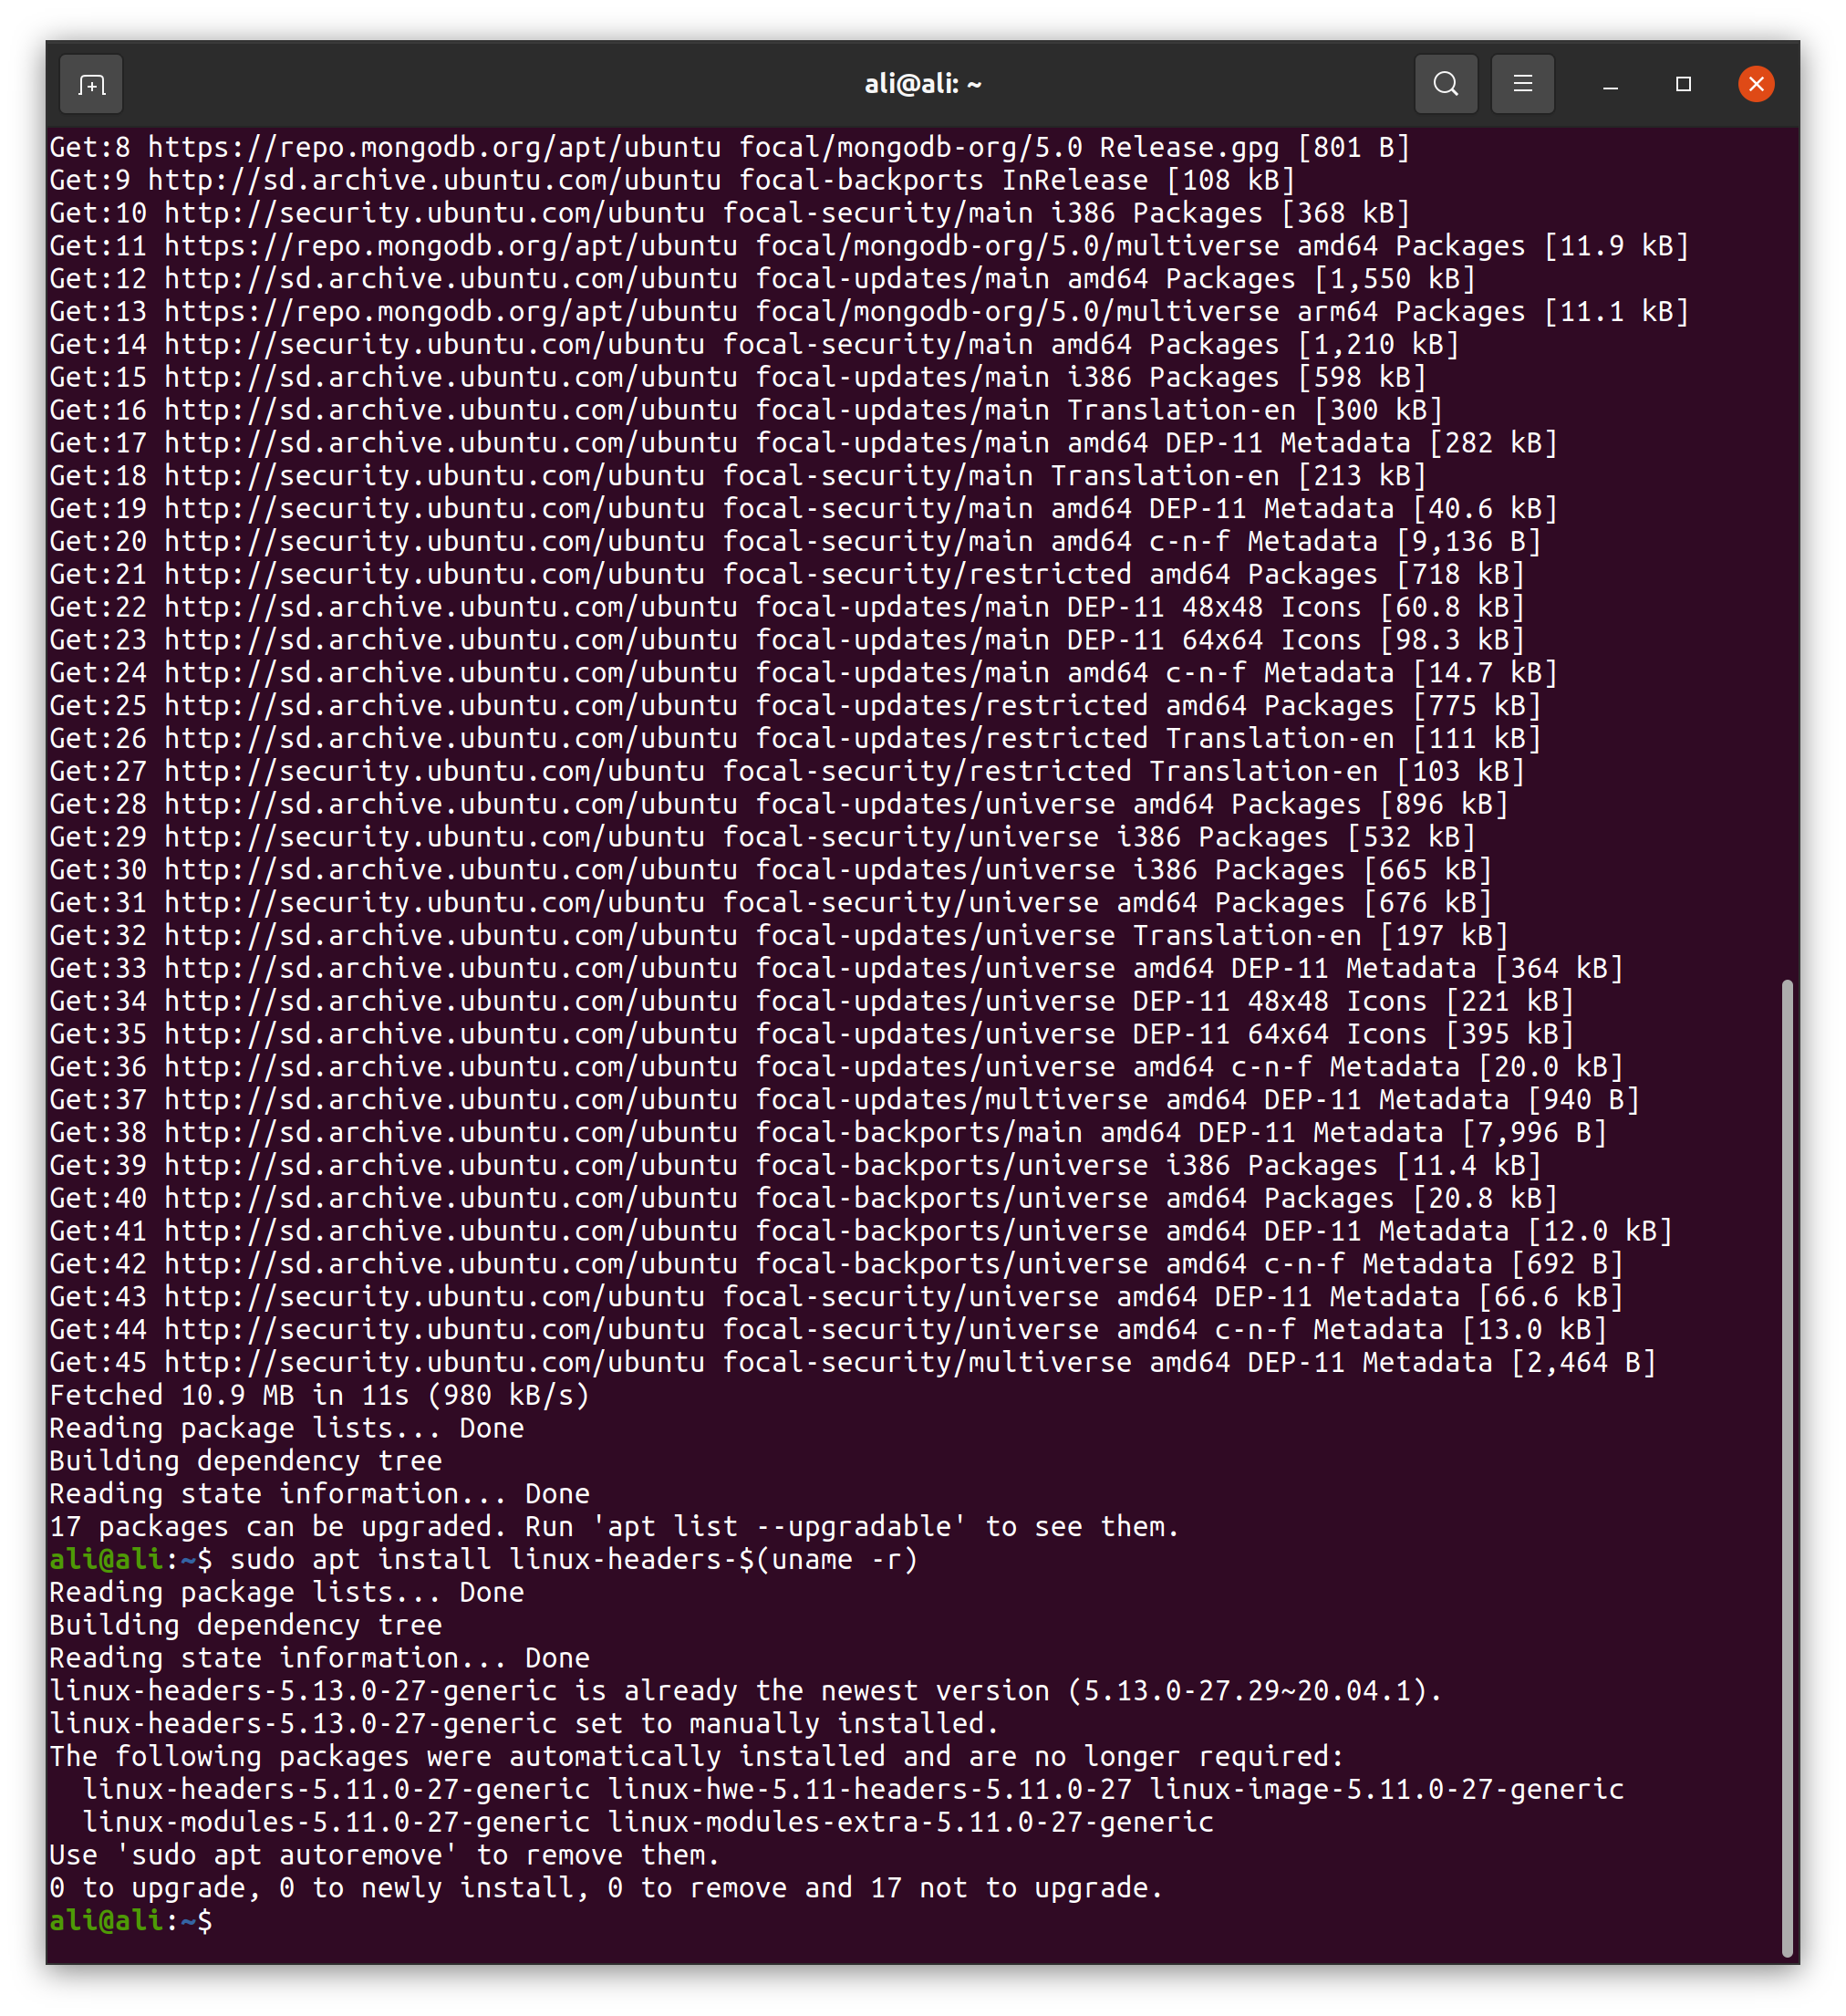 ali@ali: ~
Get:8 https://repo.mongodb.org/apt/ubuntu focal/mongodb-org/5.0 Release.gpg [801 B]
Get:9 http://sd.archive.ubuntu.com/ubuntu focal-backports InRelease [108 kB]
Get:10 http://security.ubuntu.com/ubuntu focal-security/main i386 Packages [368 kB]
Get:11 https://repo.mongodb.org/apt/ubuntu focal/mongodb-org/5.0/multiverse amd64 Packages [11.9 kB]
Get:12 http://sd.archive.ubuntu.com/ubuntu focal-updates/main amd64 Packages [1,550 kB]
Get:13 https://repo.mongodb.org/apt/ubuntu focal/mongodb-org/5.0/multiverse arm64 Packages [11.1 kB]
Get:14 http://security.ubuntu.com/ubuntu focal-security/main amd64 Packages [1,210 kB]
Get:15 http://sd.archive.ubuntu.com/ubuntu focal-updates/main i386 Packages [598 kB]
Get:16 http://sd.archive.ubuntu.com/ubuntu focal-updates/main Translation-en [300 kB]
Get:17 http://sd.archive.ubuntu.com/ubuntu focal-updates/main amd64 DEP-11 Metadata [282 kB]
Get:18 http://security.ubuntu.com/ubuntu focal-security/main Translation-en [213 kB]
Get:19 http://security.ubuntu.com/ubuntu focal-security/main amd64 DEP-11 Metadata [40.6 kB]
Get:20 http://security.ubuntu.com/ubuntu focal-security/main amd64 c-n-f Metadata [9,136 B]
Get:21 http://security.ubuntu.com/ubuntu focal-security/restricted amd64 Packages [718 kB]
Get:22 http://sd.archive.ubuntu.com/ubuntu focal-updates/main DEP-11 48x48 Icons [60.8 kB]
Get:23 http://sd.archive.ubuntu.com/ubuntu focal-updates/main DEP-11 64x64 Icons [98.3 kB]
Get:24 http://sd.archive.ubuntu.com/ubuntu focal-updates/main amd64 c-n-f Metadata [14.7 kB]
Get:25 http://sd.archive.ubuntu.com/ubuntu focal-updates/restricted amd64 Packages [775 kB]
Get:26 http://sd.archive.ubuntu.com/ubuntu focal-updates/restricted Translation-en [111 kB]
Get:27 http://security.ubuntu.com/ubuntu focal-security/restricted Translation-en [103 kB]
Get:28 http://sd.archive.ubuntu.com/ubuntu focal-updates/universe amd64 Packages [896 kB]
Get:29 http://security.ubuntu.com/ubuntu focal-security/universe i386 Packages [532 kB]
Get:30 http://sd.archive.ubuntu.com/ubuntu focal-updates/universe i386 Packages [665 kB]
Get:31 http://security.ubuntu.com/ubuntu focal-security/universe amd64 Packages [676 kB]
Get:32 http://sd.archive.ubuntu.com/ubuntu focal-updates/universe Translation-en [197 kB]
Get:33 http://sd.archive.ubuntu.com/ubuntu focal-updates/universe amd64 DEP-11 Metadata [364 kB]
Get:34 http://sd.archive.ubuntu.com/ubuntu focal-updates/universe DEP-11 48x48 Icons [221 kB]
Get:35 http://sd.archive.ubuntu.com/ubuntu focal-updates/universe DEP-11 64x64 Icons [395 kB]
Get:36 http://sd.archive.ubuntu.com/ubuntu focal-updates/universe amd64 c-n-f Metadata [20.0 kB]
Get:37 http://sd.archive.ubuntu.com/ubuntu focal-updates/multiverse amd64 DEP-11 Metadata [940 B]
Get:38 http://sd.archive.ubuntu.com/ubuntu focal-backports/main amd64 DEP-11 Metadata [7,996 B]
Get:39 http://sd.archive.ubuntu.com/ubuntu focal-backports/universe i386 Packages [11.4 kB]
Get:40 http://sd.archive.ubuntu.com/ubuntu focal-backports/universe amd64 Packages [20.8 kB]
Get:41 http://sd.archive.ubuntu.com/ubuntu focal-backports/universe amd64 DEP-11 Metadata [12.0 kB]
Get:42 http://sd.archive.ubuntu.com/ubuntu focal-backports/universe amd64 c-n-f Metadata [692 B]
Get:43 http://security.ubuntu.com/ubuntu focal-security/universe amd64 DEP-11 Metadata [66.6 kB]
Get:44 http://security.ubuntu.com/ubuntu focal-security/universe amd64 c-n-f Metadata [13.0 kB]
Get:45 http://security.ubuntu.com/ubuntu focal-security/multiverse amd64 DEP-11 Metadata [2,464 B]
Fetched 10.9 MB in 11s (980 kB/s)
Reading package lists... Done
Building dependency tree
Reading state information... Done
17 packages can be upgraded. Run 'apt list --upgradable' to see them.
ali@ali:~$ sudo apt install linux-headers-$(uname -r)
Reading package lists... Done
Building dependency tree
Reading state information... Done
linux-headers-5.13.0-27-generic is already the newest version (5.13.0-27.29~20.04.1).
linux-headers-5.13.0-27-generic set to manually installed.
The following packages were automatically installed and are no longer required:
  linux-headers-5.11.0-27-generic linux-hwe-5.11-headers-5.11.0-27 linux-image-5.11.0-27-generic
  linux-modules-5.11.0-27-generic linux-modules-extra-5.11.0-27-generic
Use 'sudo apt autoremove' to remove them.
0 to upgrade, 0 to newly install, 0 to remove and 17 not to upgrade.
ali@ali:~$